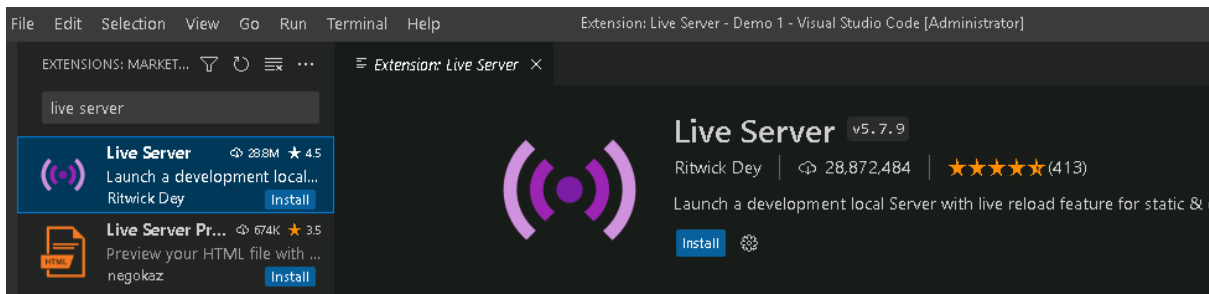 File Edit Selection View Go Run Terminal Help Extension: Live Server - Demo 1 - Visual Studio Code [Administrator]
EXTENSIONS: MARKET... Extension: Live Server
live server
Live Server 28.8M 4.5
Launch a development local...
Ritwick Dey Install
Live Server Pr... 674K 3.5
Preview your HTML file with ...
negokaz Install
HTML
Live Server v5.7.9
Ritwick Dey 28,872,484 (413)
Launch a development local Server with live reload feature for static &
Install